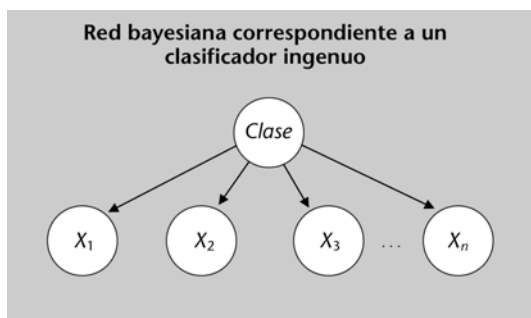 Red bayesiana correspondiente a un
clasificador ingenuo
Clase
X1 X2 X3 ... Xn